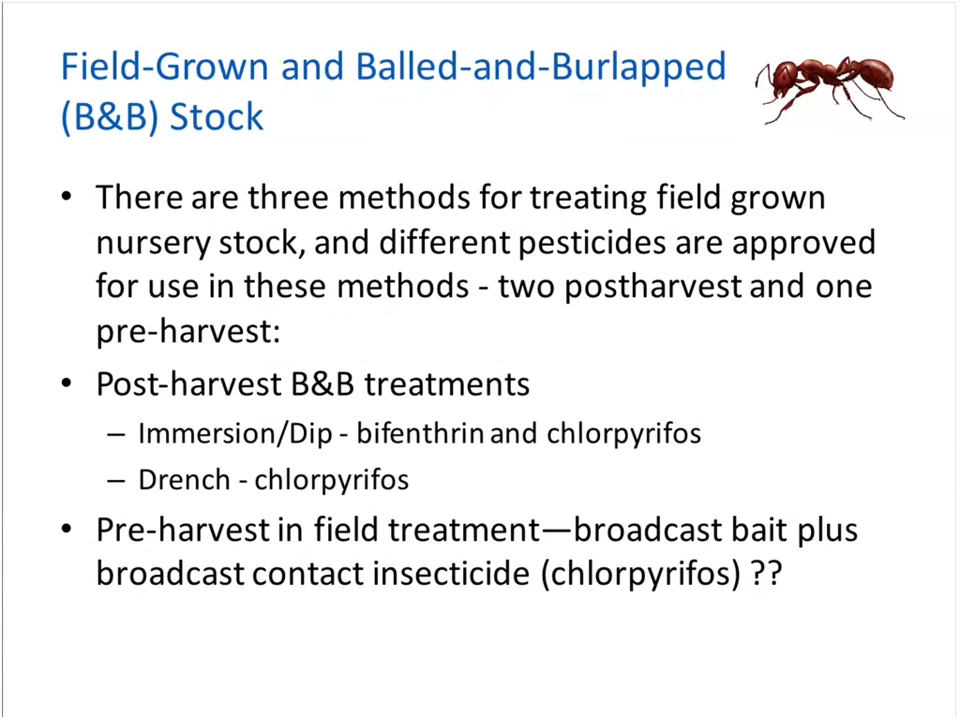 Field-Grown and Balled-and-Burlapped
(B&B) Stock
• There are three methods for treating field grown
nursery stock, and different pesticides are approved
for use in these methods - two postharvest and one
pre-harvest:
• Post-harvest B&B treatments
– Immersion/Dip - bifenthrin and chlorpyrifos
– Drench - chlorpyrifos
• Pre-harvest in field treatment—broadcast bait plus
broadcast contact insecticide (chlorpyrifos) ??